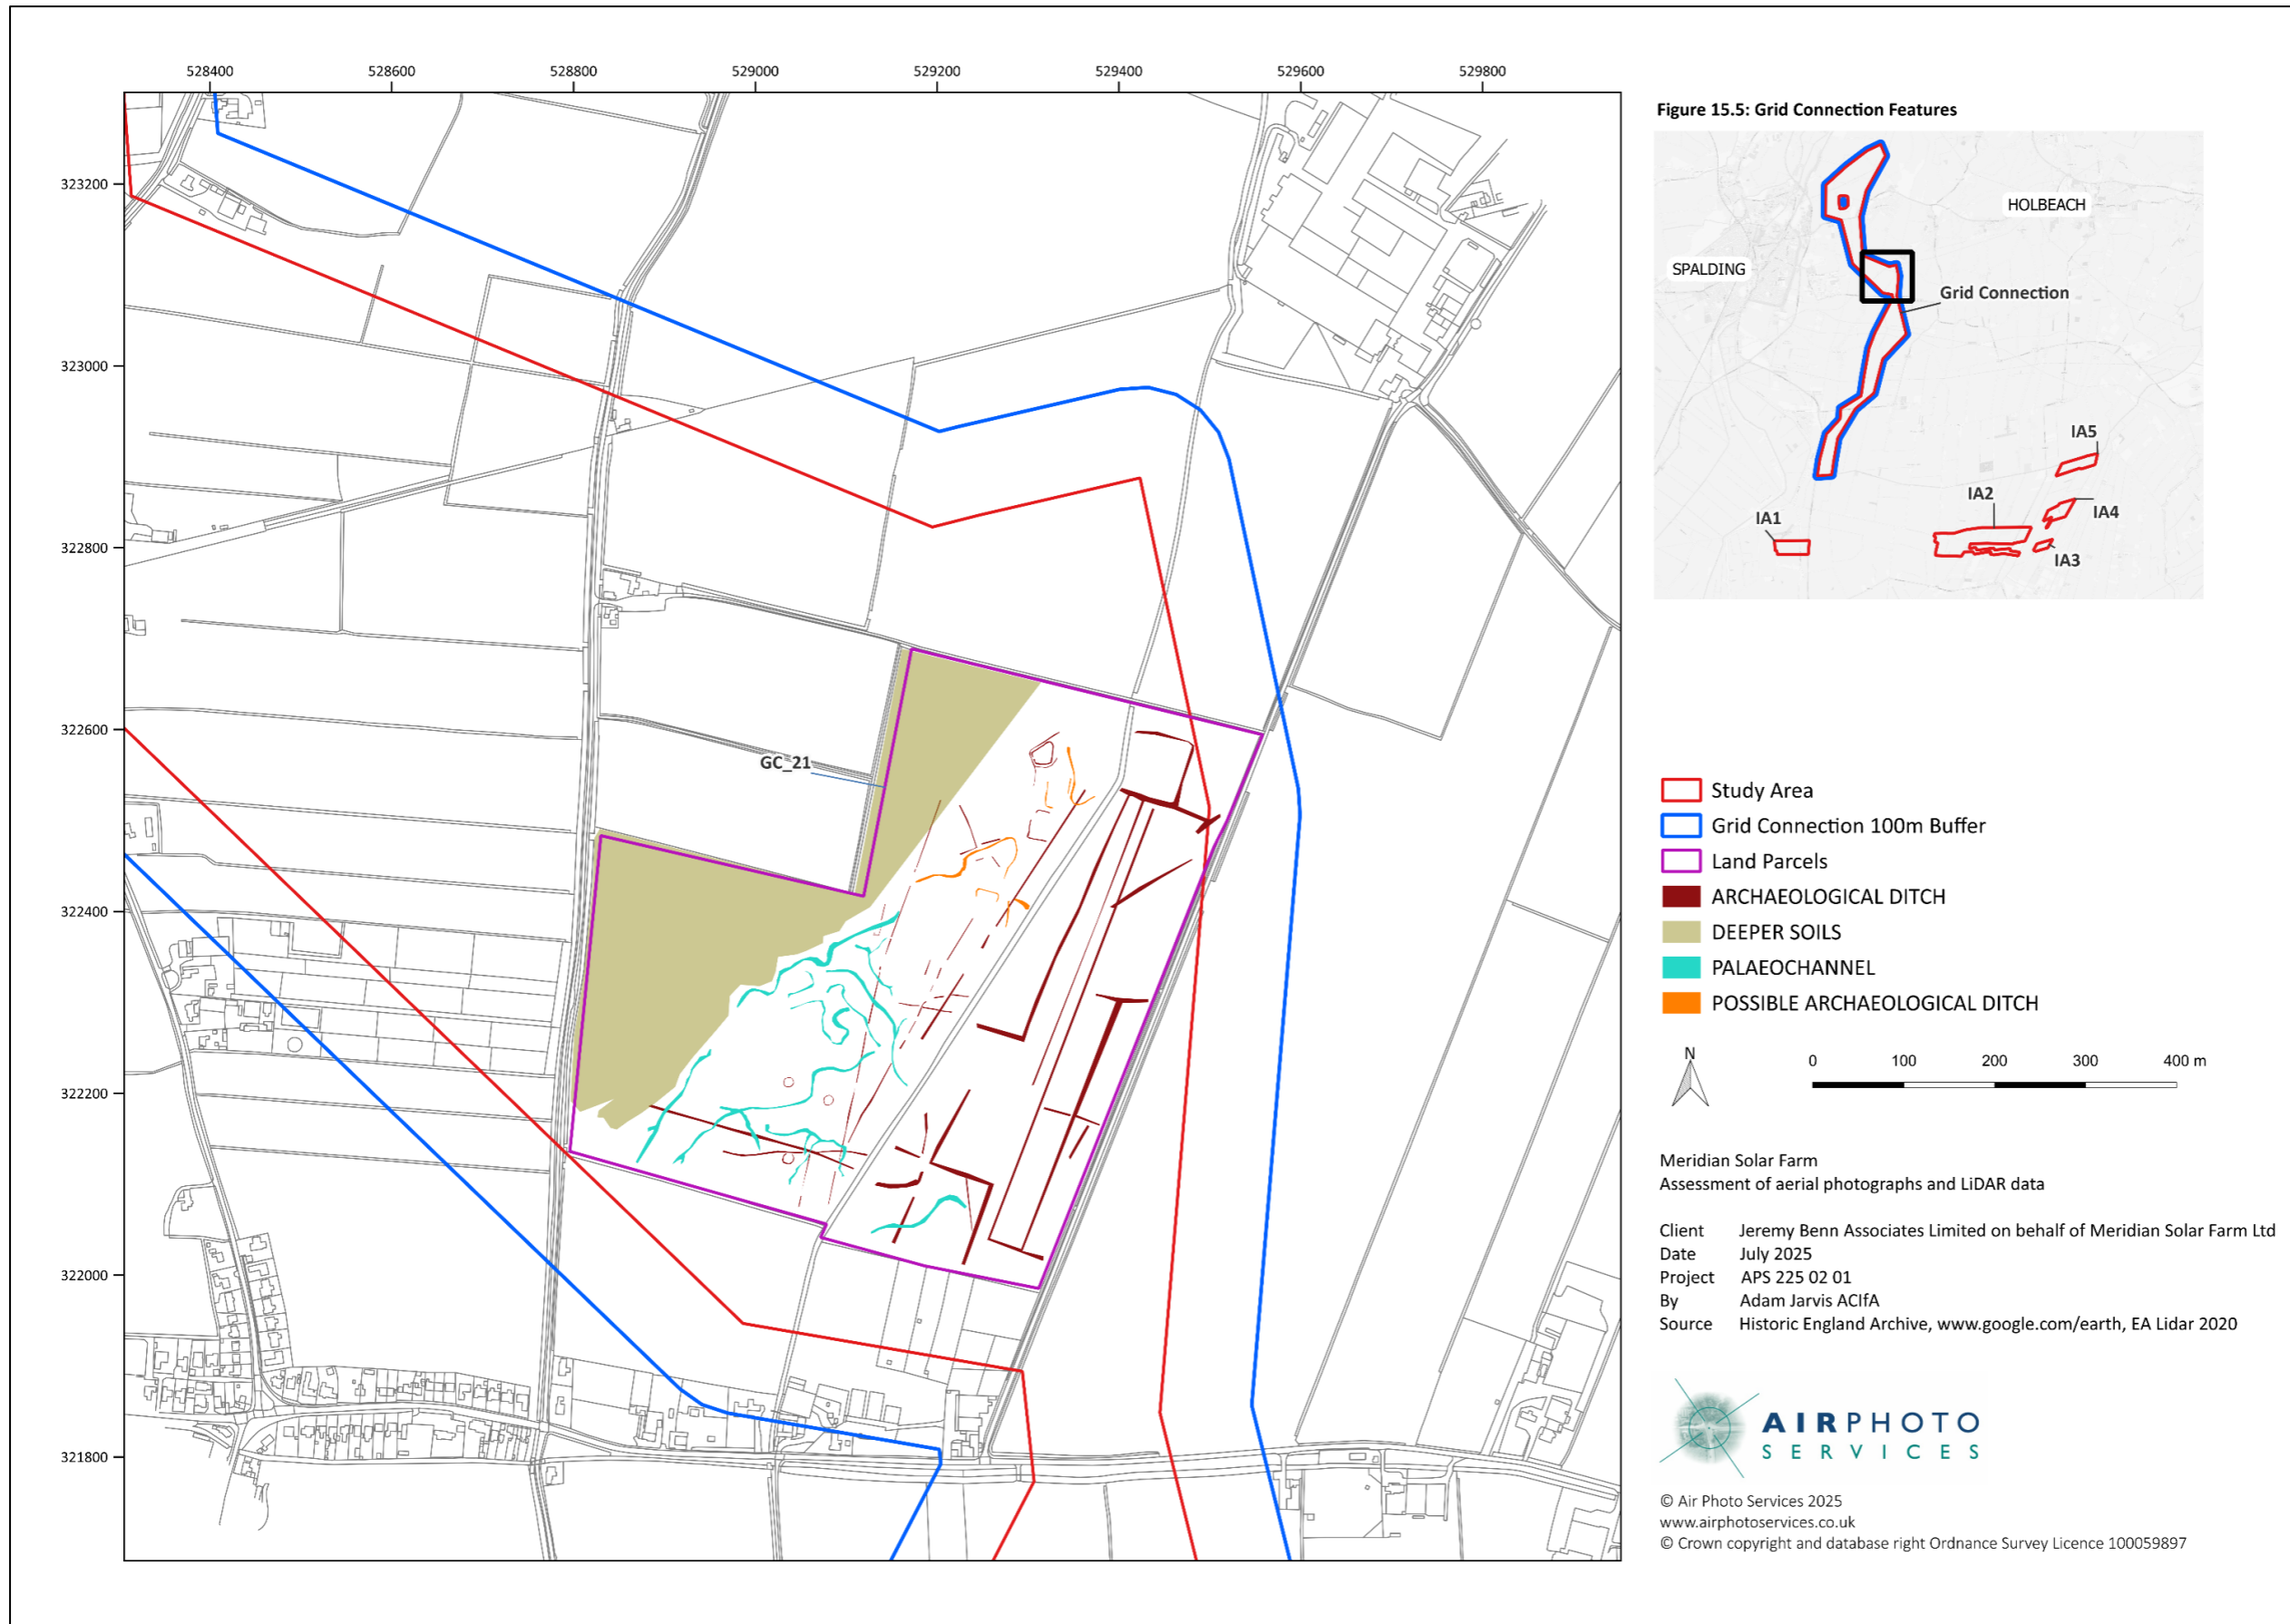 528400 528600 528800 529000 529200 529400 529600 529800
323200
323000
322800
322600
322400
322200
322000
321800
GC_21
Figure 15.5: Grid Connection Features
HOLBEACH
SPALDING
Grid Connection
IA5
IA2
IA4
IA1
IA3
Study Area
Grid Connection 100m Buffer
Land Parcels
ARCHAEOLOGICAL DITCH
DEEPER SOILS
PALAEOCHANNEL
POSSIBLE ARCHAEOLOGICAL DITCH
N
0 100 200 300 400 m
Meridian Solar Farm
Assessment of aerial photographs and LiDAR data
Client Jeremy Benn Associates Limited on behalf of Meridian Solar Farm Ltd
Date July 2025
Project APS 225 02 01
By Adam Jarvis ACIfA
Source Historic England Archive, www.google.com/earth, EA Lidar 2020
AIRPHOTO
SERVICES
© Air Photo Services 2025
www.airphotoservices.co.uk
© Crown copyright and database right Ordnance Survey Licence 100059897